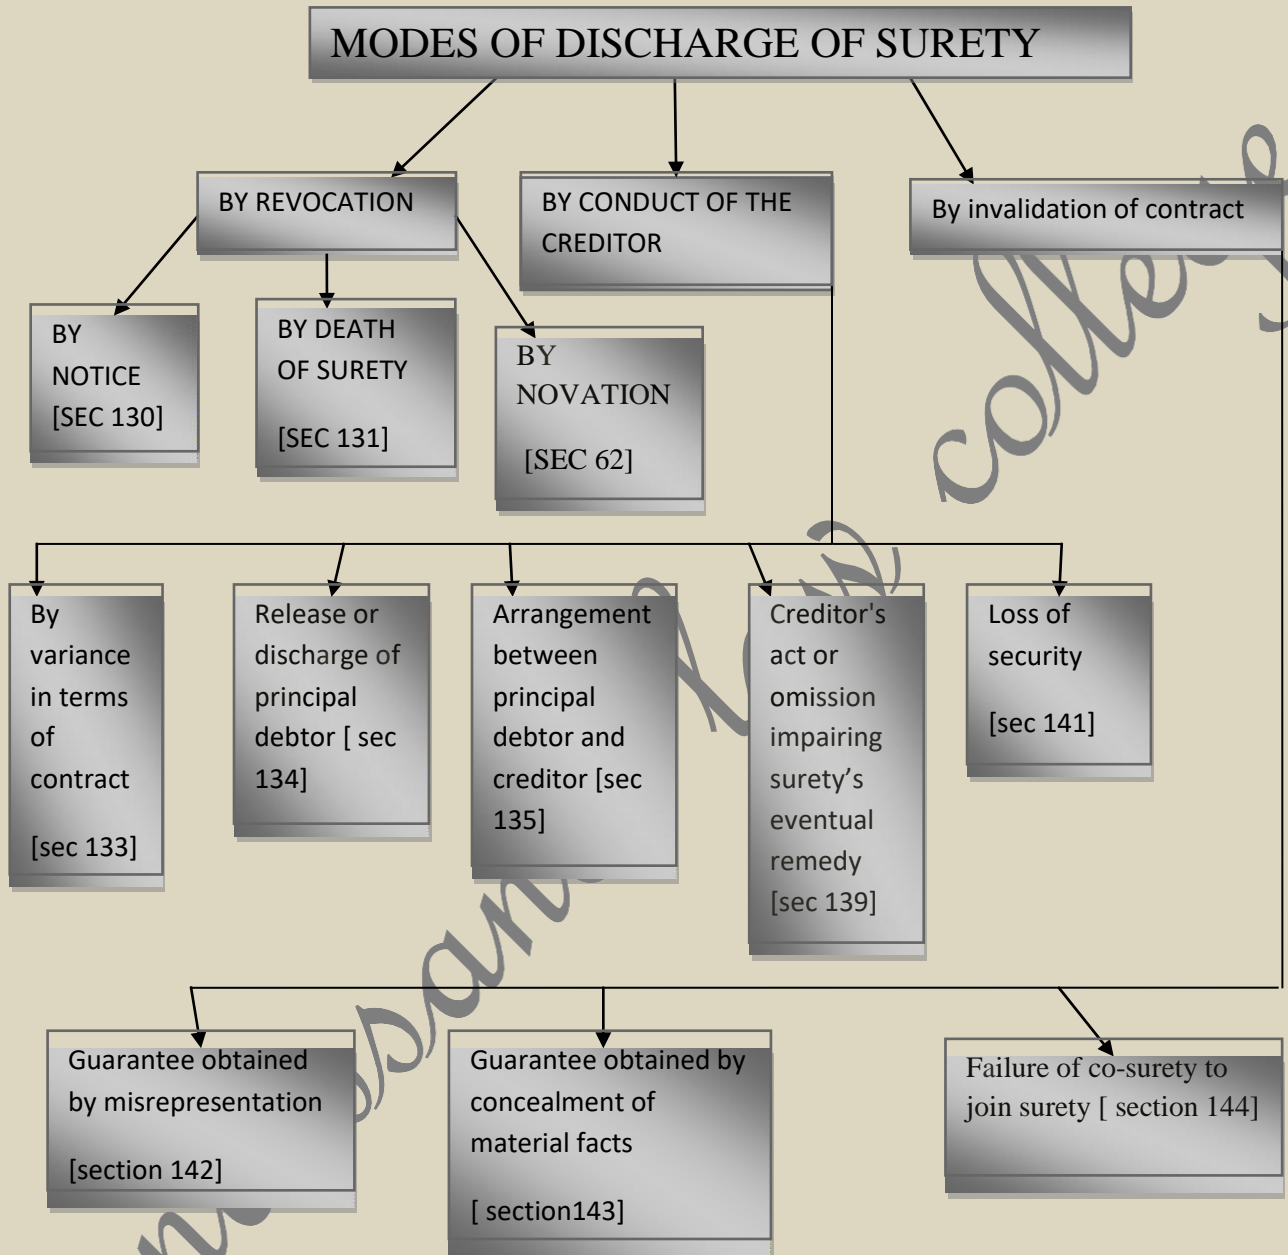 MODES OF DISCHARGE OF SURETY
BY REVOCATION
BY CONDUCT OF THE
CREDITOR
By invalidation of contract
BY
NOTICE
[SEC 130]
BY DEATH
OF SURETY
[SEC 131]
BY
NOVATION
[SEC 62]
By
variance
in terms
of
contract
[sec 133]
Release or
discharge of
principal
debtor [ sec
134]
Arrangement
between
principal
debtor and
creditor [sec
135]
Creditor's
act or
omission
impairing
surety’s
eventual
remedy
[sec 139]
Loss of
security
[sec 141]
Guarantee obtained
by misrepresentation
[section 142]
Guarantee obtained by
concealment of
material facts
[ section143]
Failure of co-surety to
join surety [ section 144]
law college